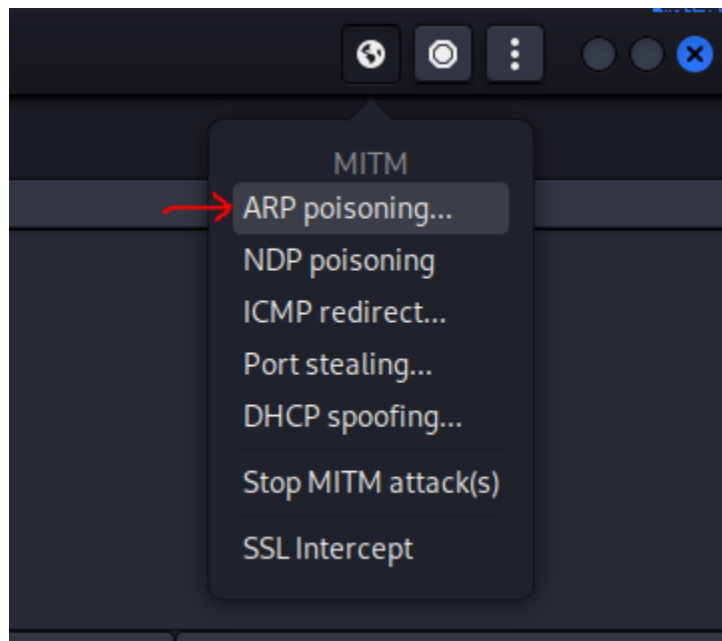 MITM
ARP poisoning...
NDP poisoning
ICMP redirect...
Port stealing...
DHCP spoofing...
Stop MITM attack(s)
SSL Intercept